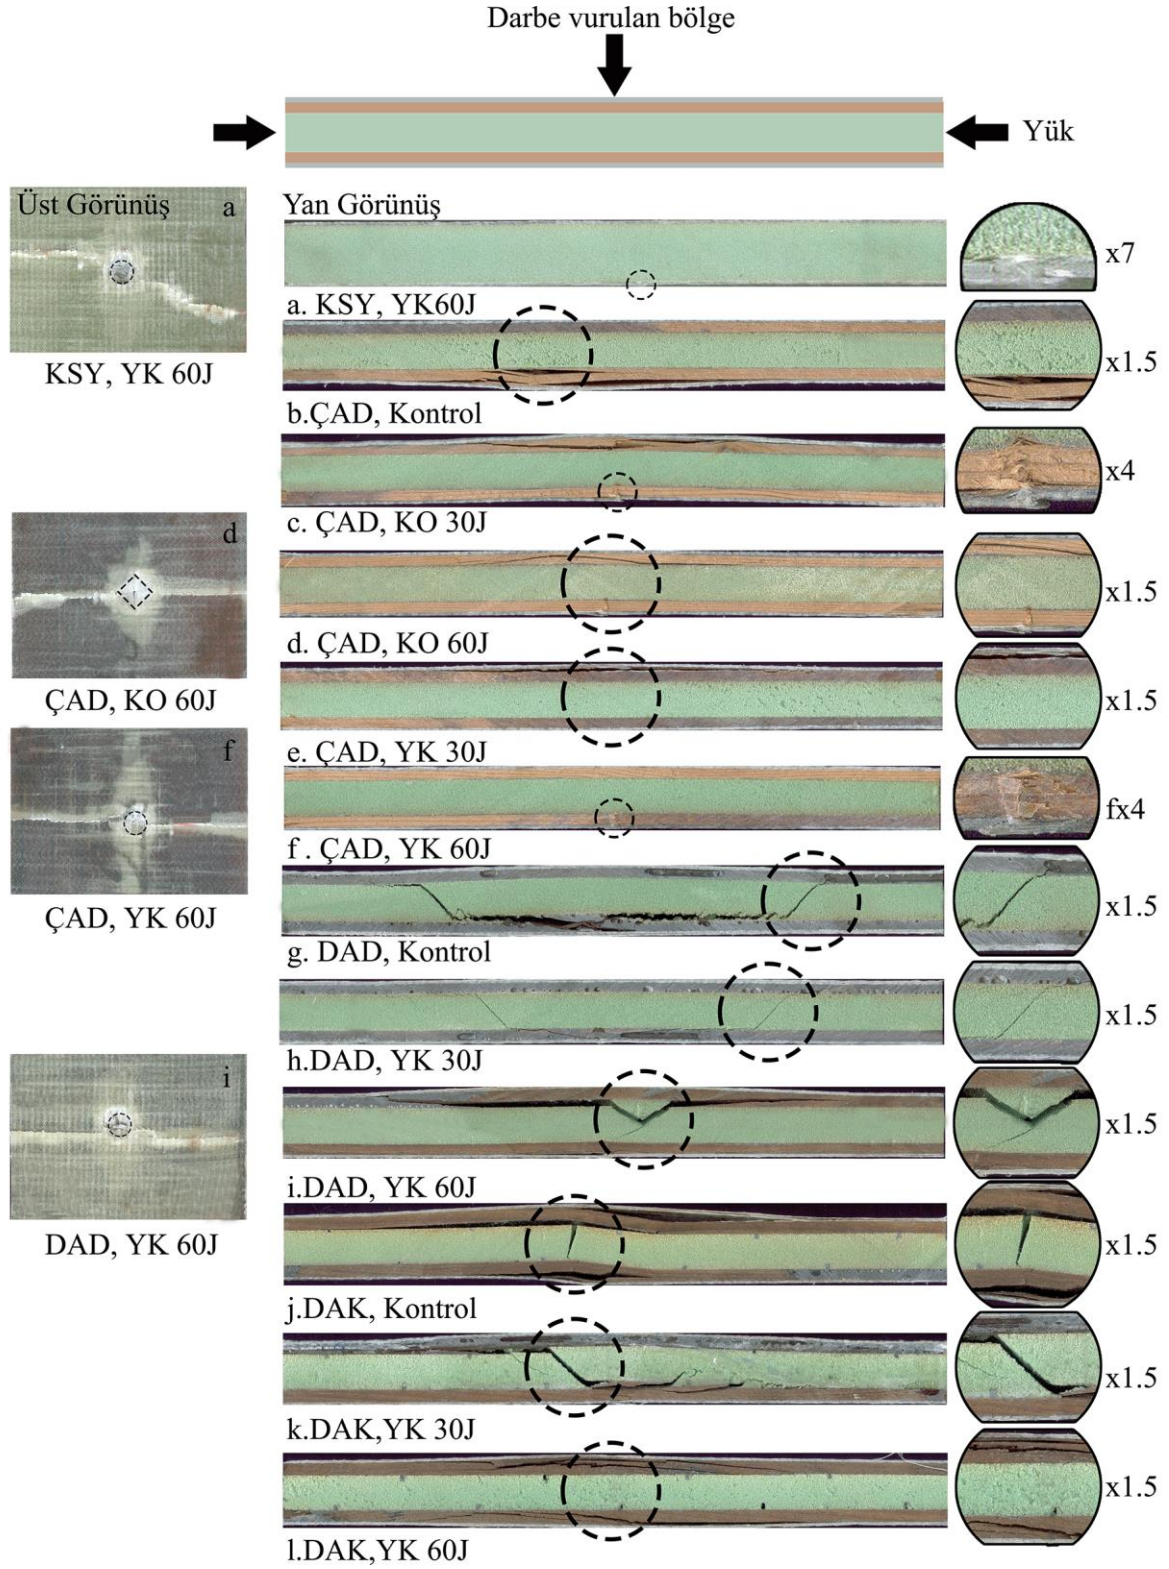 Darbe vurulan bölge
Yük
Üst Görünüş a
Yan Görünüş
x7
a. KSY, YK60J
KSY, YK 60J
x1.5
b.ÇAD, Kontrol
x4
c. ÇAD, KO 30J
d
x1.5
d. ÇAD, KO 60J
ÇAD, KO 60J
x1.5
e. ÇAD, YK 30J
f
fx4
f . ÇAD, YK 60J
ÇAD, YK 60J
x1.5
g. DAD, Kontrol
x1.5
h.DAD, YK 30J
i
x1.5
i.DAD, YK 60J
DAD, YK 60J
x1.5
j.DAK, Kontrol
x1.5
k.DAK,YK 30J
x1.5
l.DAK,YK 60J